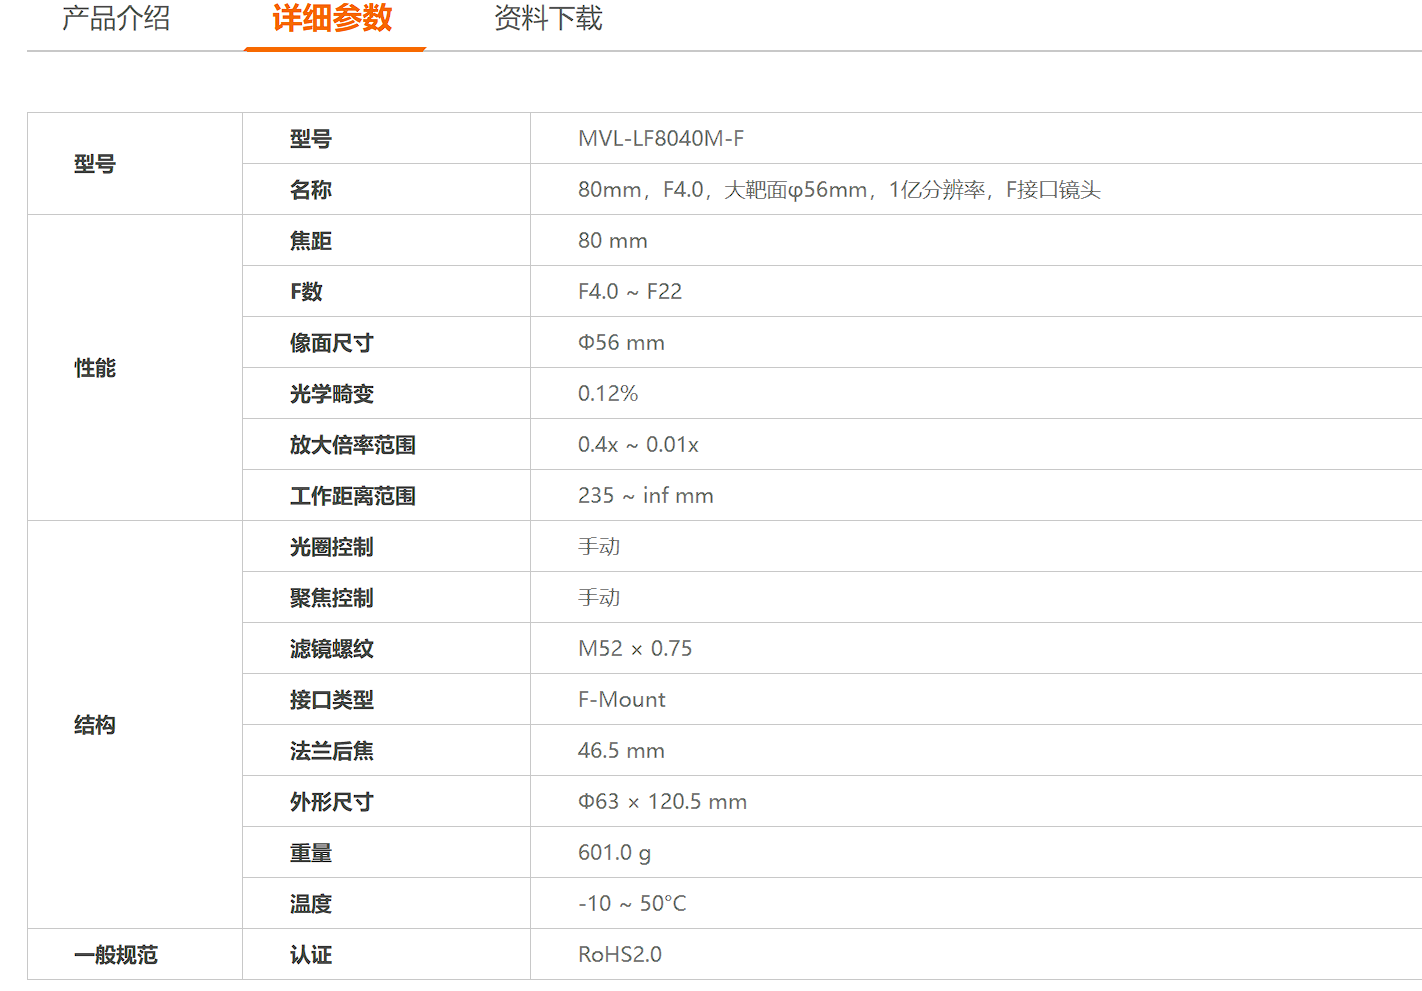 产品介绍 详细参数 资料下载
型号 型号 MVL-LF8040M-F
名称 80mm，F4.0，大靶面φ56mm，1亿分辨率，F接口镜头
性能 焦距 80 mm
F数 F4.0 ~ F22
像面尺寸 Φ56 mm
光学畸变 0.12%
放大倍率范围 0.4x ~ 0.01x
工作距离范围 235 ~ inf mm
结构 光圈控制 手动
聚焦控制 手动
滤镜螺纹 M52 × 0.75
接口类型 F-Mount
法兰后焦 46.5 mm
外形尺寸 Φ63 × 120.5 mm
重量 601.0 g
温度 -10 ~ 50°C
一般规范 认证 RoHS2.0